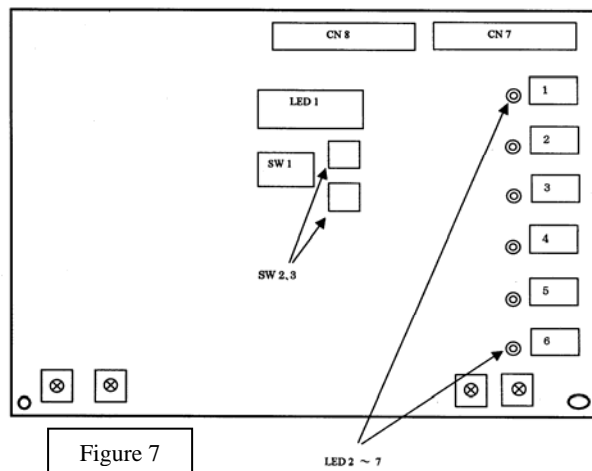 CN 8
CN 7
LED 1
1
2
SW 1
3
4
SW 2、3
5
6
Figure 7
LED 2 ～ 7